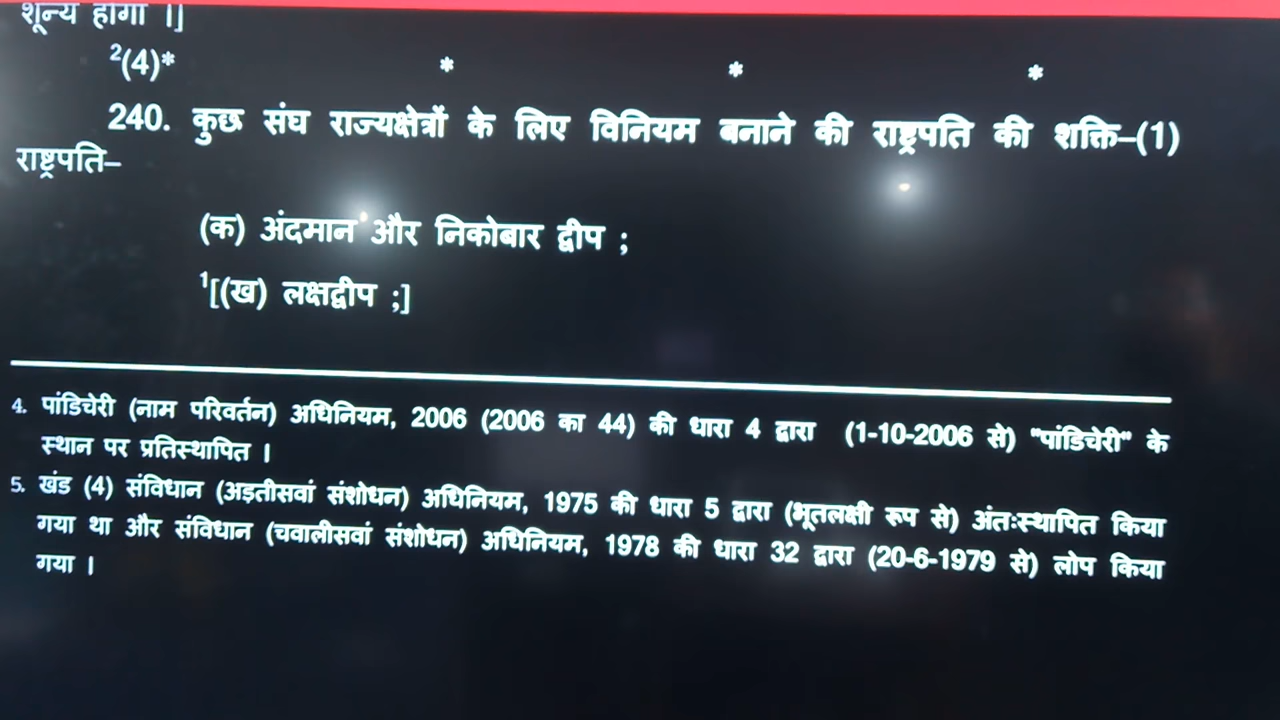 शून्य होगा ।]
2(4)* * * *
240. कुछ संघ राज्यक्षेत्रों के लिए विनियम बनाने की राष्ट्रपति की शक्ति–(1)
राष्ट्रपति–
(क) अंदमान और निकोबार द्वीप ;
1[(ख) लक्षद्वीप ;]
4. पांडिचेरी (नाम परिवर्तन) अधिनियम, 2006 (2006 का 44) की धारा 4 द्वारा (1-10-2006 से) "पांडिचेरी" के
स्थान पर प्रतिस्थापित ।
5. खंड (4) संविधान (अड़तीसवां संशोधन) अधिनियम, 1975 की धारा 5 द्वारा (भूतलक्षी रूप से) अंतःस्थापित किया
गया था और संविधान (चवालीसवां संशोधन) अधिनियम, 1978 की धारा 32 द्वारा (20-6-1979 से) लोप किया
गया ।